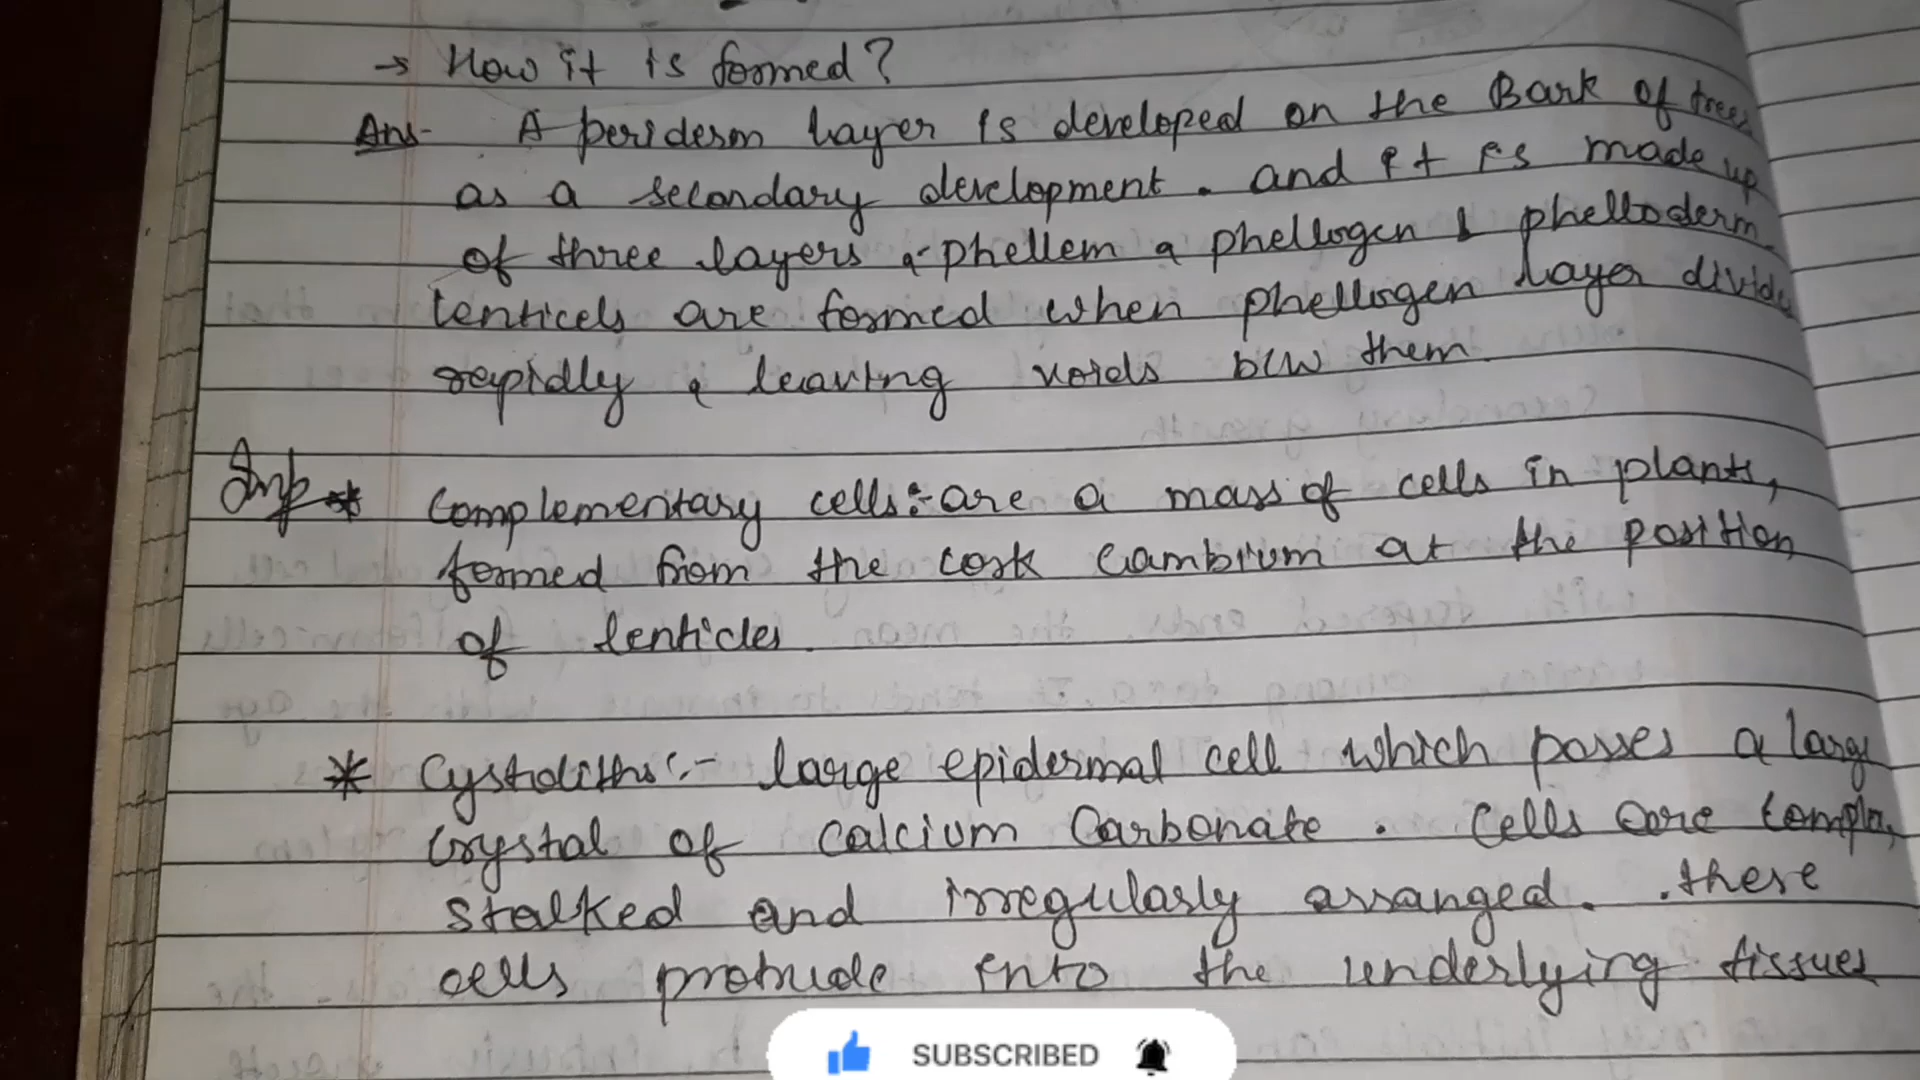 → How it is formed?
Ans- A periderm layer is developed on the Bark of trees
as a secondary development. and it is made up
of three layers :- phellem, phellogen & phelloderm.
lenticels are formed when phellogen layer divide
rapidly & leaving voids b/w them.
Imp * Complementary cells:- are a mass of cells in plants,
formed from the cork cambium at the position
of lenticles.
* Cystoliths :- large epidermal cell which posses a large
crystal of calcium carbonate. Cells are
stalked and irregularly arranged. there
cells protrude into the underlying tissues
SUBSCRIBED